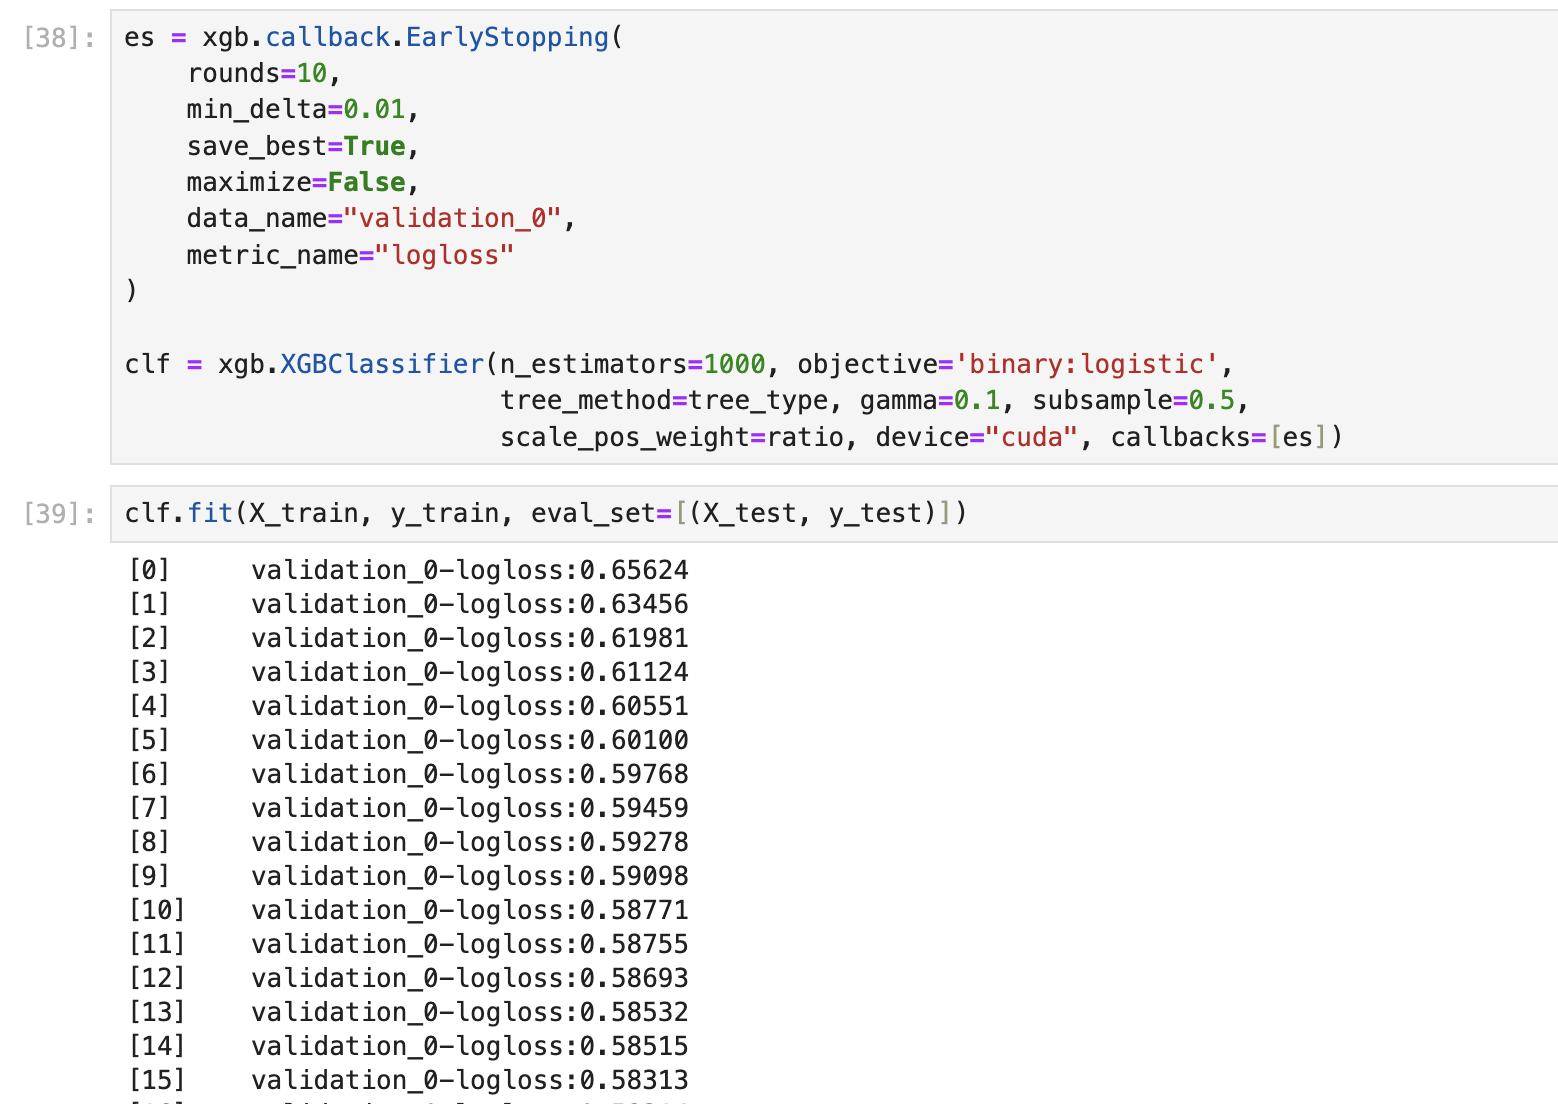 [38]: es = xgb.callback.EarlyStopping(
    rounds=10,
    min_delta=0.01,
    save_best=True,
    maximize=False,
    data_name="validation_0",
    metric_name="logloss"
)
clf = xgb.XGBClassifier(n_estimators=1000, objective='binary:logistic',
                        tree_method=tree_type, gamma=0.1, subsample=0.5,
                        scale_pos_weight=ratio, device="cuda", callbacks=[es])
[39]: clf.fit(X_train, y_train, eval_set=[(X_test, y_test)])
[0]	validation_0-logloss:0.65624
[1]	validation_0-logloss:0.63456
[2]	validation_0-logloss:0.61981
[3]	validation_0-logloss:0.61124
[4]	validation_0-logloss:0.60551
[5]	validation_0-logloss:0.60100
[6]	validation_0-logloss:0.59768
[7]	validation_0-logloss:0.59459
[8]	validation_0-logloss:0.59278
[9]	validation_0-logloss:0.59098
[10]	validation_0-logloss:0.58771
[11]	validation_0-logloss:0.58755
[12]	validation_0-logloss:0.58693
[13]	validation_0-logloss:0.58532
[14]	validation_0-logloss:0.58515
[15]	validation_0-logloss:0.58313